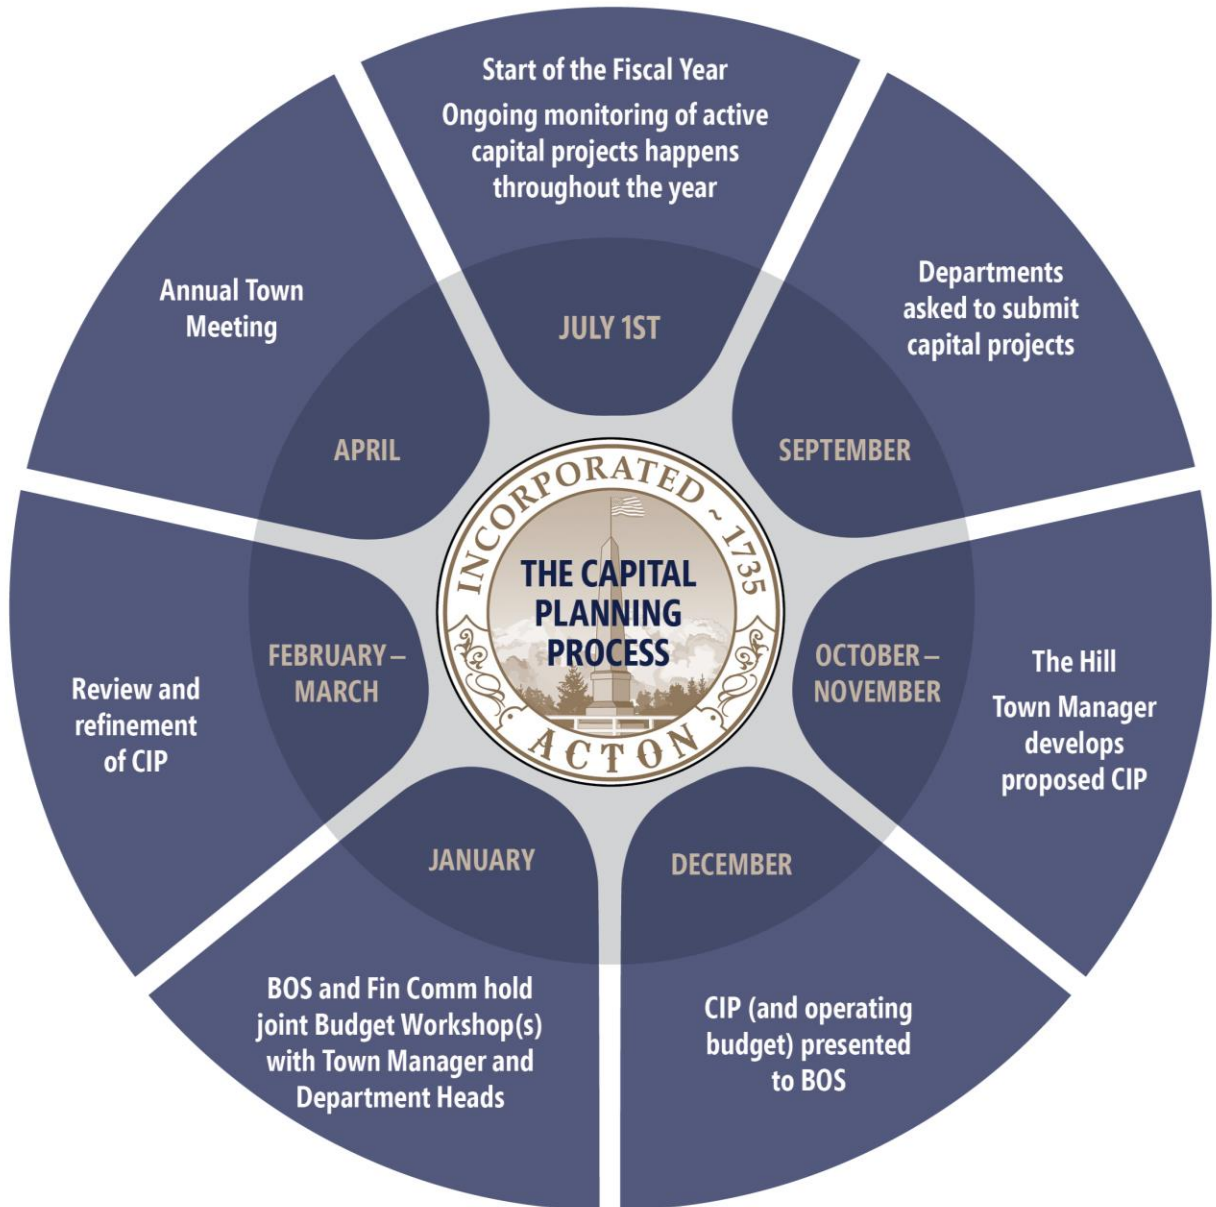 Start of the Fiscal Year
Ongoing monitoring of active
capital projects happens
throughout the year
JULY 1ST
Departments
asked to submit
capital projects
SEPTEMBER
The Hill
Town Manager
develops
proposed CIP
OCTOBER –
NOVEMBER
CIP (and operating
budget) presented
to BOS
DECEMBER
BOS and Fin Comm hold
joint Budget Workshop(s)
with Town Manager and
Department Heads
JANUARY
Review and
refinement
of CIP
FEBRUARY –
MARCH
Annual Town
Meeting
APRIL
INCORPORATED ~ 1735
THE CAPITAL
PLANNING
PROCESS
ACTON